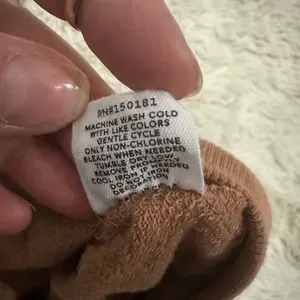 RN#150181
MACHINE WASH COLD
WITH LIKE COLORS
GENTLE CYCLE
ONLY NON-CHLORINE
BLEACH WHEN NEEDED
TUMBLE DRY LOW
REMOVE PROMPTLY
COOL IRON IF NEEDED
DO NOT IRON
DECORATION